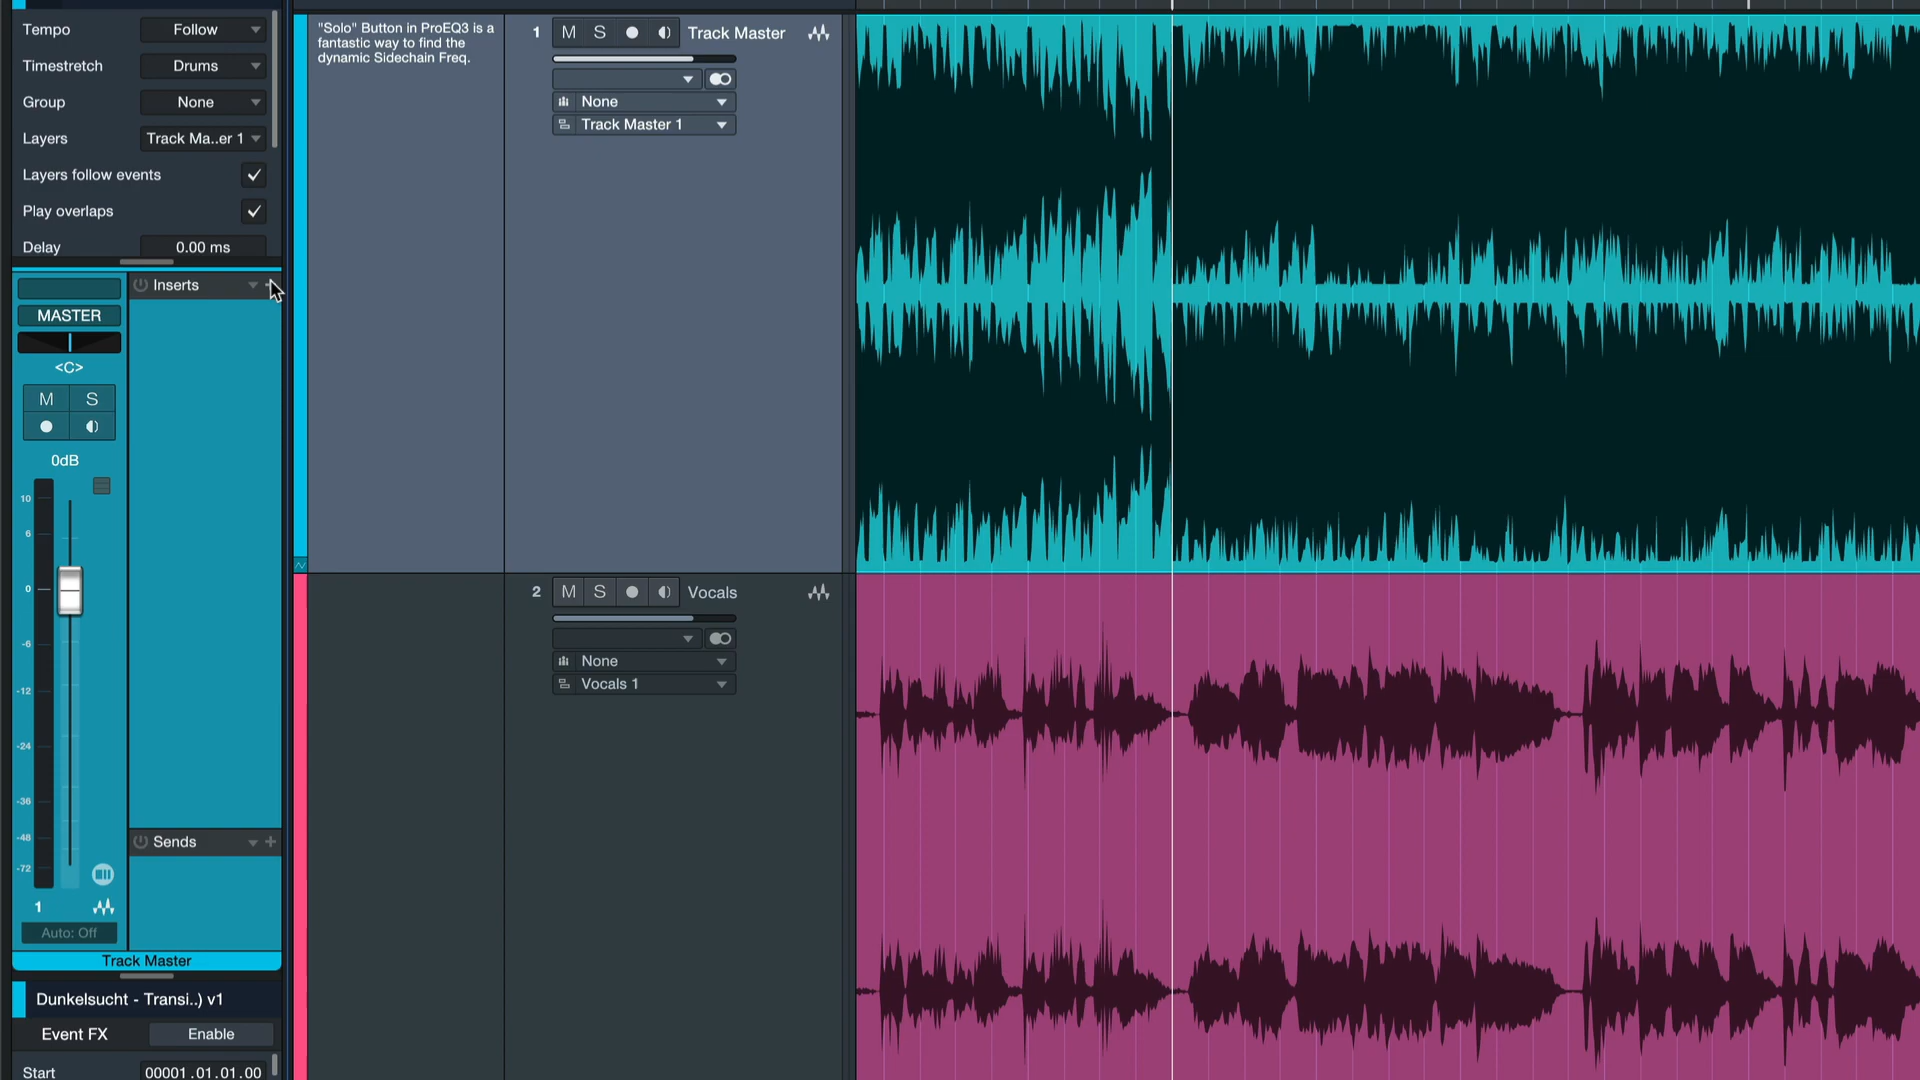 Tempo Follow
Timestretch Drums
Group None
Layers Track Ma..er 1
Layers follow events
Play overlaps
Delay 0.00 ms
Inserts
MASTER
<C>
M S
0dB
10
6
0
-6
-12
-24
-36
-48
-72
Sends
1
Auto: Off
Track Master
Dunkelsucht - Transi..) v1
Event FX Enable
Start 00001.01.01.00
"Solo" Button in ProEQ3 is a
fantastic way to find the
dynamic Sidechain Freq.
1 M S Track Master
None
Track Master 1
2 M S Vocals
None
Vocals 1